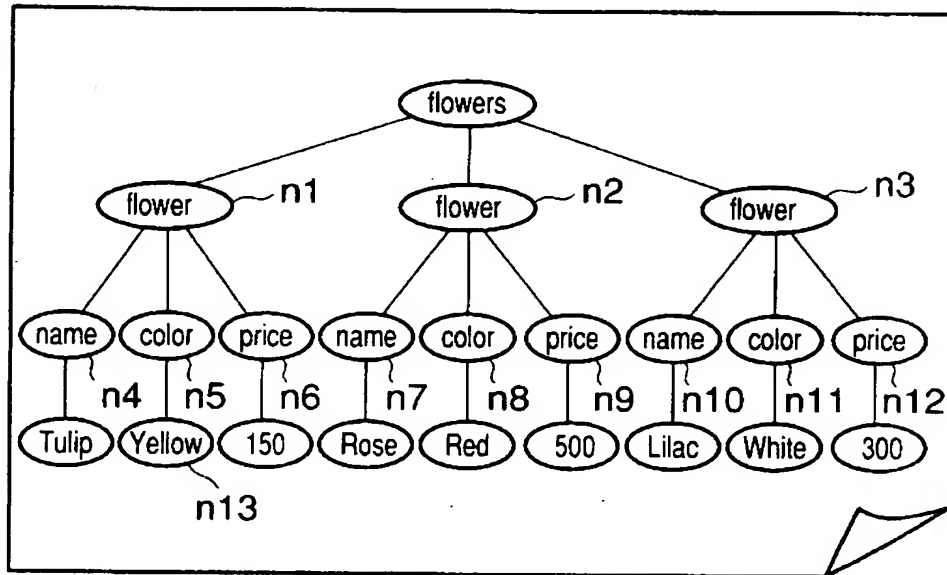 flowers
flower n1 flower n2 flower n3
name color price name color price name color price
n4 n5 n6 n7 n8 n9 n10 n11 n12
Tulip Yellow 150 Rose Red 500 Lilac White 300
n13